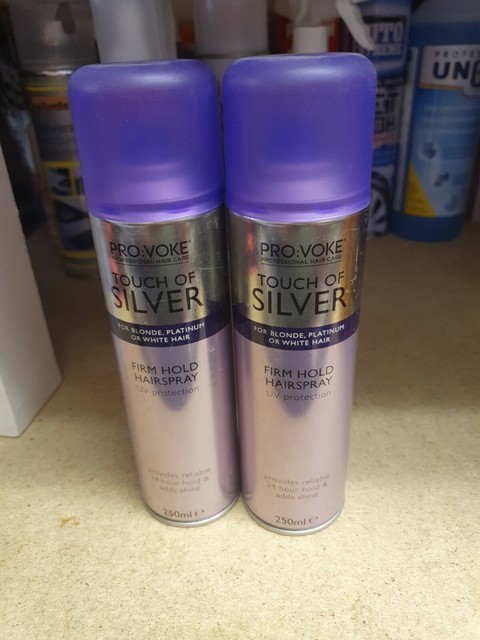 PRO:VOKE
PROFESSIONAL HAIR CARE
TOUCH OF
SILVER
FOR BLONDE, PLATINUM
OR WHITE HAIR
FIRM HOLD
HAIRSPRAY
UV protection
provides reliable
24 hour hold &
adds shine
250ml ℮
PRO:VOKE
PROFESSIONAL HAIR CARE
TOUCH OF
SILVER
FOR BLONDE, PLATINUM
OR WHITE HAIR
FIRM HOLD
HAIRSPRAY
UV protection
provides reliable
24 hour hold &
adds shine
250ml ℮
AUTO